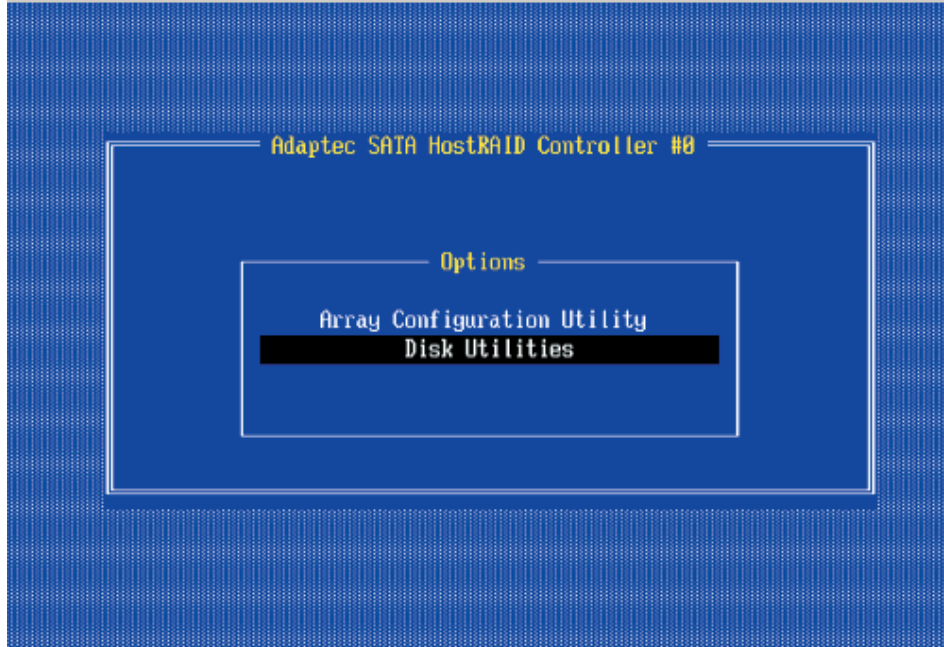 Adaptec SATA HostRAID Controller #0
Options
Array Configuration Utility
Disk Utilities